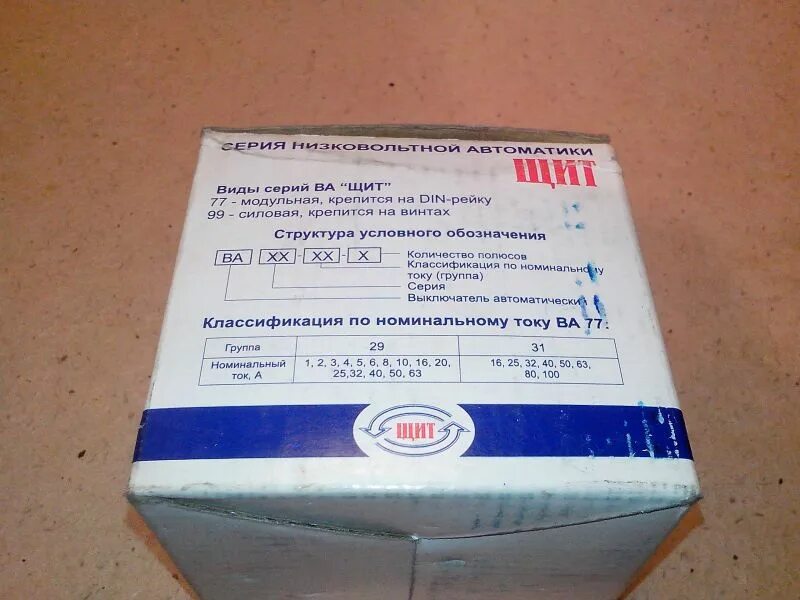 СЕРИЯ НИЗКОВОЛЬТНОЙ АВТОМАТИКИ
ЩИТ
Виды серий ВА "ЩИТ"
77 - модульная, крепится на DIN-рейку
99 - силовая, крепится на винтах
Структура условного обозначения
ВА ХХ - ХХ - Х
Количество полюсов
Классификация по номинальному
току (группа)
Серия
Выключатель автоматический
Классификация по номинальному току ВА 77:
Группа 29 31
Номинальный 1, 2, 3, 4, 5, 6, 8, 10, 16, 20, 16, 25, 32, 40, 50, 63,
ток, А 25,32, 40, 50, 63 80, 100
ЩИТ